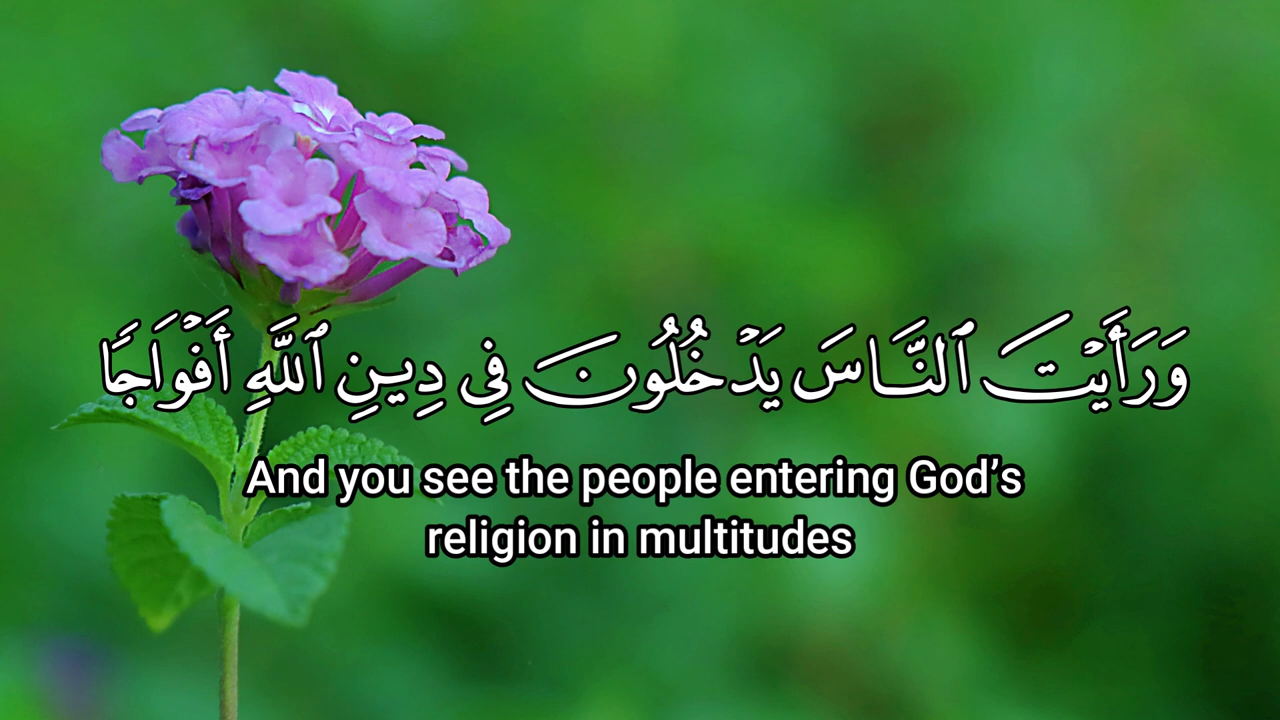 وَرَأَيْتَ ٱلنَّاسَ يَدْخُلُونَ فِي دِينِ ٱللَّهِ أَفْوَاجًا
And you see the people entering God’s
religion in multitudes